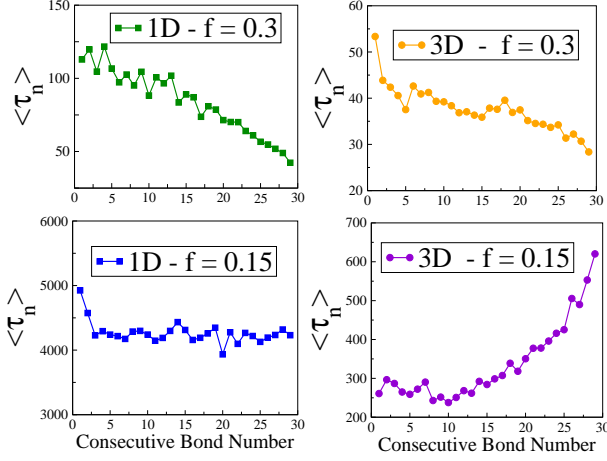 1D - f = 0.3
<τn>
125
100
75
50
0 5 10 15 20 25 30
3D - f = 0.3
<τn>
60
50
40
30
20
0 5 10 15 20 25 30
1D - f = 0.15
<τn>
6000
5000
4000
3000
0 5 10 15 20 25 30
Consecutive Bond Number
3D - f = 0.15
<τn>
700
600
500
400
300
200
0 5 10 15 20 25 30
Consecutive Bond Number